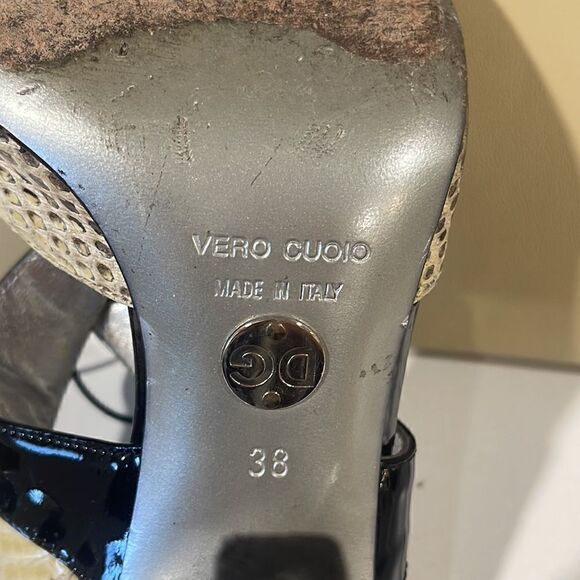 VERO CUOIO
MADE IN ITALY
DG
38